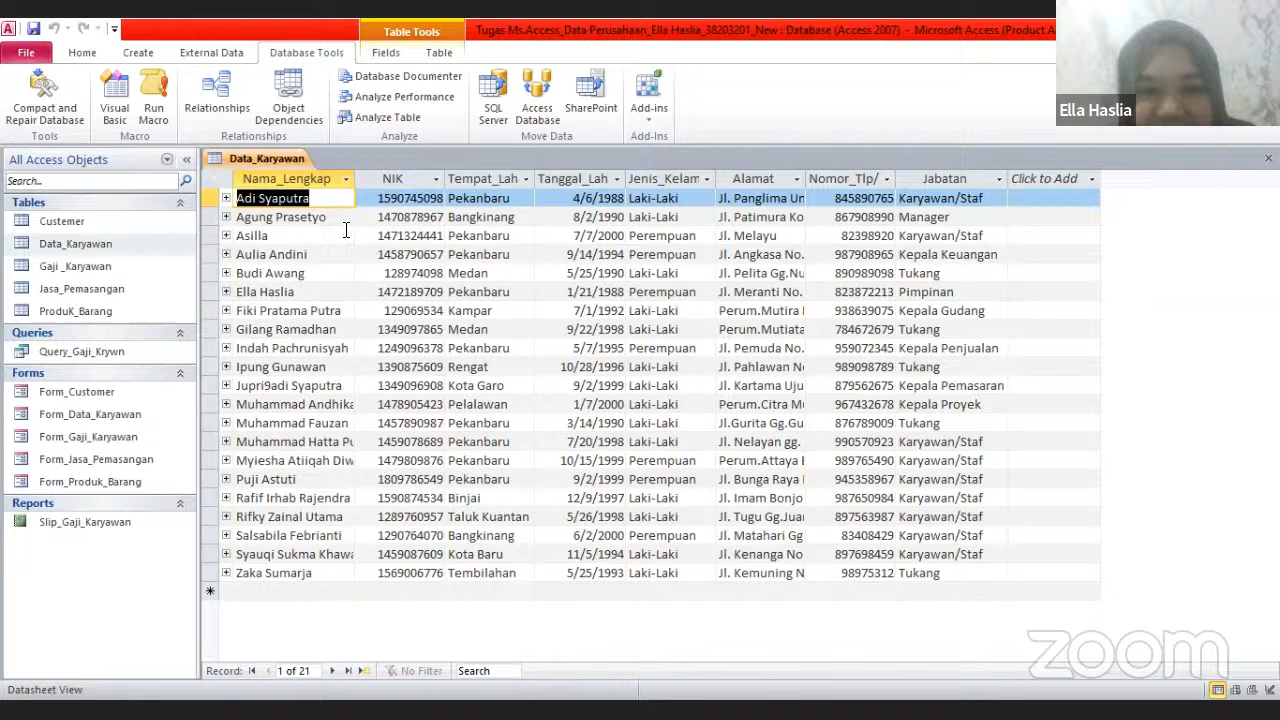 Table Tools
Tugas Ms.Access_Data Perusahaan_Ella Haslia_38203201_New : Database (Access 2007) - Microsoft Access (Product A
File Home Create External Data Database Tools Fields Table
Ella Haslia
Compact and Repair Database
Visual Basic
Run Macro
Relationships
Object Dependencies
Database Documenter
Analyze Performance
Analyze Table
SQL Server
Access Database
SharePoint
Add-ins
Tools Macro Relationships Analyze Move Data Add-Ins
All Access Objects
Search...
Tables
Custemer
Data_Karyawan
Gaji _Karyawan
Jasa_Pemasangan
ProduK_Barang
Queries
Query_Gaji_Krywn
Forms
Form_Customer
Form_Data_Karyawan
Form_Gaji_Karyawan
Form_Jasa_Pemasangan
Form_Produk_Barang
Reports
Slip_Gaji_Karyawan
Data_Karyawan
Nama_Lengkap NIK Tempat_Lah Tanggal_Lah Jenis_Kelam Alamat Nomor_Tlp/ Jabatan Click to Add
Adi Syaputra 1590745098 Pekanbaru 4/6/1988 Laki-Laki Jl. Panglima Un 845890765 Karyawan/Staf
Agung Prasetyo 1470878967 Bangkinang 8/2/1990 Laki-Laki Jl. Patimura Ko 867908990 Manager
Asilla 1471324441 Pekanbaru 7/7/2000 Perempuan Jl. Melayu 82398920 Karyawan/Staf
Aulia Andini 1458790657 Pekanbaru 9/14/1994 Perempuan Jl. Angkasa No. 987908965 Kepala Keuangan
Budi Awang 128974098 Medan 5/25/1990 Laki-Laki Jl. Pelita Gg.Nu 890989098 Tukang
Ella Haslia 1472189709 Pekanbaru 1/21/1988 Perempuan Jl. Meranti No. 823872213 Pimpinan
Fiki Pratama Putra 129069534 Kampar 7/1/1992 Laki-Laki Perum.Mutira I 938639075 Kepala Gudang
Gilang Ramadhan 1349097865 Medan 9/22/1998 Laki-Laki Perum.Mutiata 784672679 Tukang
Indah Pachrunisyah 1249096378 Pekanbaru 5/7/1995 Perempuan Jl. Pemuda No. 959072345 Kepala Penjualan
Ipung Gunawan 1390875609 Rengat 10/28/1996 Laki-Laki Jl. Pahlawan No 989098789 Tukang
Jupri9adi Syaputra 1349096908 Kota Garo 9/2/1999 Laki-Laki Jl. Kartama Uju 879562675 Kepala Pemasaran
Muhammad Andhika 1478905423 Pelalawan 1/7/2000 Laki-Laki Perum.Citra Mu 967432678 Kepala Proyek
Muhammad Fauzan 1457890987 Pekanbaru 3/14/1990 Laki-Laki Jl.Gurita Gg.Gu 876789009 Tukang
Muhammad Hatta Pu 1459078689 Pekanbaru 7/20/1998 Laki-Laki Jl. Nelayan gg. 990570923 Karyawan/Staf
Myiesha Atiiqah Diw 1479809876 Pekanbaru 10/15/1999 Perempuan Perum.Attaya E 989765490 Karyawan/Staf
Puji Astuti 1809786549 Pekanbaru 9/2/1999 Perempuan Jl. Bunga Raya 945358967 Karyawan/Staf
Rafif Irhab Rajendra 1590874534 Binjai 12/9/1997 Laki-Laki Jl. Imam Bonjo 987650984 Karyawan/Staf
Rifky Zainal Utama 1289760957 Taluk Kuantan 5/26/1998 Laki-Laki Jl. Tugu Gg.Juar 897563987 Karyawan/Staf
Salsabila Febrianti 1290764070 Bangkinang 6/2/2000 Perempuan Jl. Matahari Gg 83408429 Karyawan/Staf
Syauqi Sukma Khawa 1459087609 Kota Baru 11/5/1994 Laki-Laki Jl. Kenanga No 897698459 Karyawan/Staf
Zaka Sumarja 1569006776 Tembilahan 5/25/1993 Laki-Laki Jl. Kemuning N 98975312 Tukang
Record: 1 of 21 No Filter Search
Datasheet View
zoom